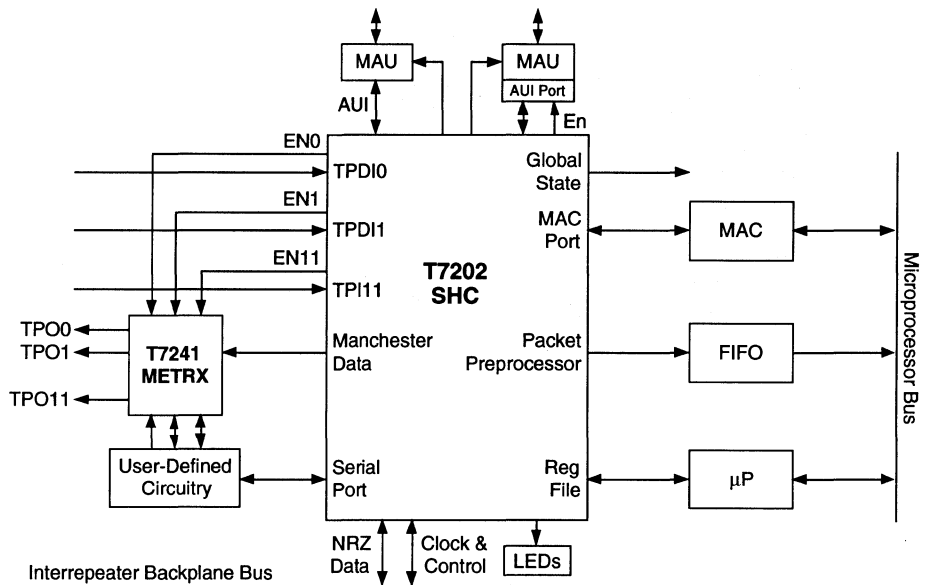 MAU
MAU
AUI Port
AUI
En
EN0
TPDI0
Global
State
EN1
TPDI1
MAC
Port
MAC
EN11
TPI11
T7202
SHC
Microprocessor Bus
TPO0
TPO1
TPO11
T7241
METRX
Manchester
Data
Packet
Preprocessor
FIFO
User-Defined
Circuitry
Serial
Port
Reg
File
µP
NRZ
Data
Clock &
Control
LEDs
Interrepeater Backplane Bus